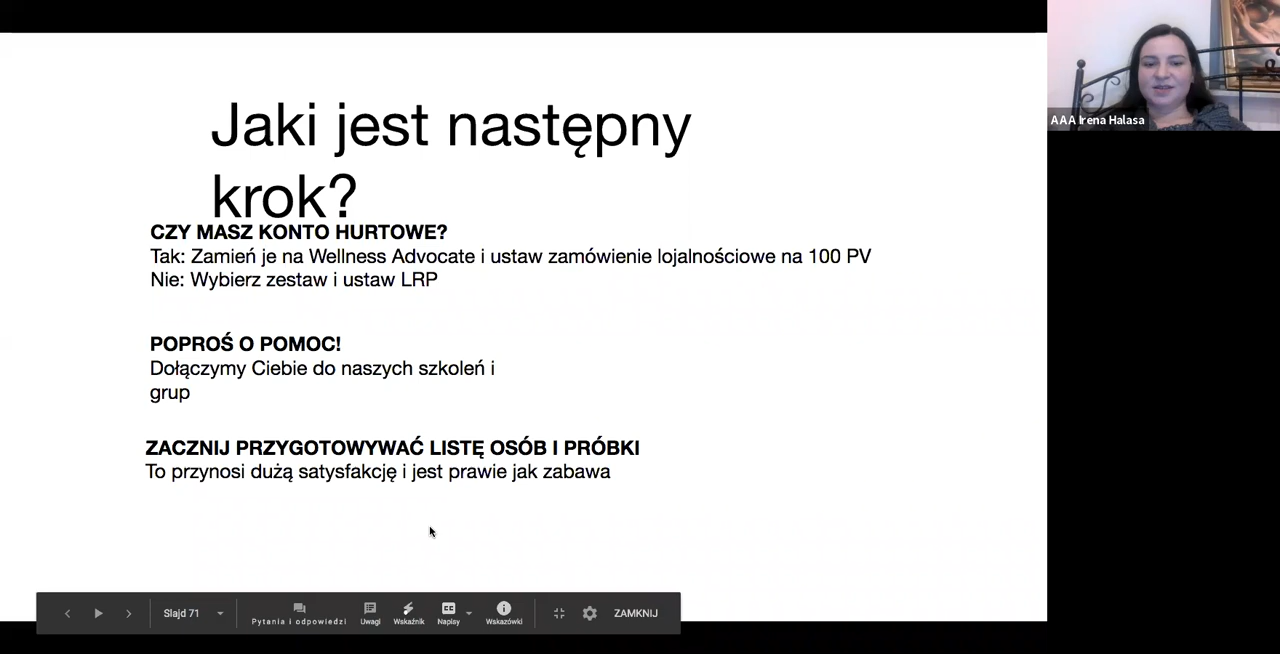 Jaki jest następny
krok?
CZY MASZ KONTO HURTOWE?
Tak: Zamień je na Wellness Advocate i ustaw zamówienie lojalnościowe na 100 PV
Nie: Wybierz zestaw i ustaw LRP
POPROŚ O POMOC!
Dołączymy Ciebie do naszych szkoleń i
grup
ZACZNIJ PRZYGOTOWYWAĆ LISTĘ OSÓB I PRÓBKI
To przynosi dużą satysfakcję i jest prawie jak zabawa
AAA Irena Halasa
Slajd 71
Pytania i odpowiedzi
Uwagi
Wskaźnik
CC
Napisy
Wskazówki
ZAMKNIJ